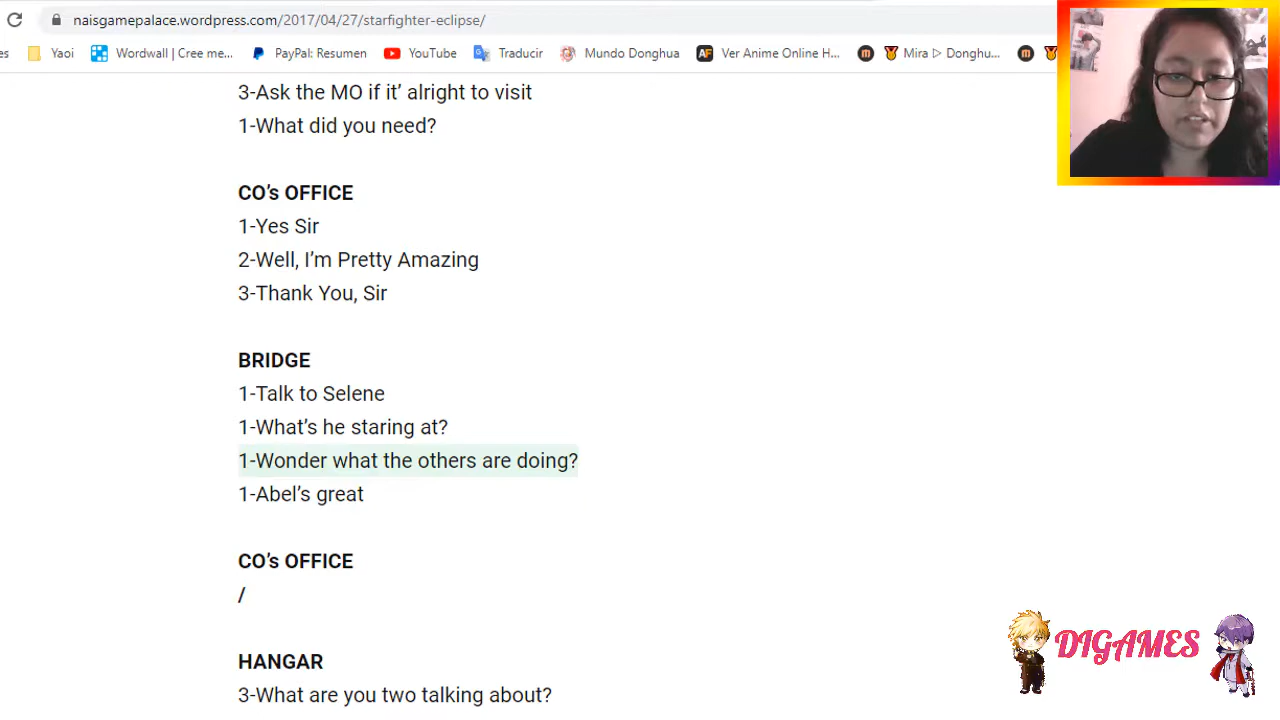 naisgamepalace.wordpress.com/2017/04/27/starfighter-eclipse/
es Yaoi Wordwall | Cree me... PayPal: Resumen YouTube Traducir Mundo Donghua AF Ver Anime Online H... m Mira ▷ Donghu... m
3-Ask the MO if it’ alright to visit
1-What did you need?
CO’s OFFICE
1-Yes Sir
2-Well, I’m Pretty Amazing
3-Thank You, Sir
BRIDGE
1-Talk to Selene
1-What’s he staring at?
1-Wonder what the others are doing?
1-Abel’s great
CO’s OFFICE
/
HANGAR
3-What are you two talking about?
DIGAMES